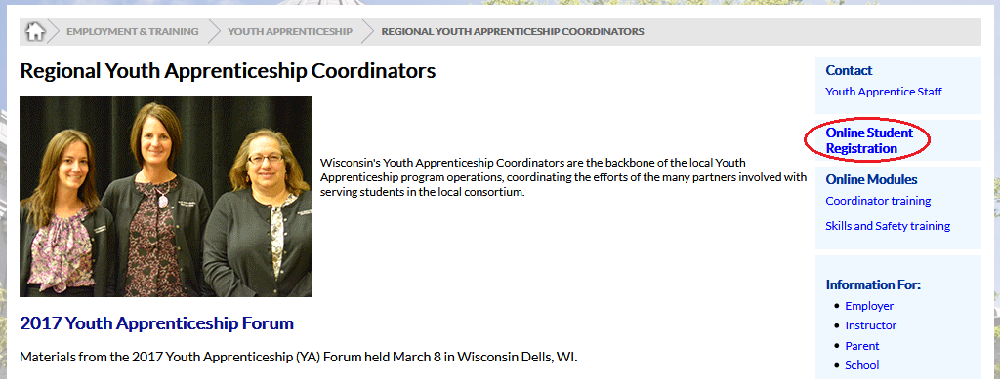 EMPLOYMENT & TRAINING
YOUTH APPRENTICESHIP
REGIONAL YOUTH APPRENTICESHIP COORDINATORS
Regional Youth Apprenticeship Coordinators
Wisconsin's Youth Apprenticeship Coordinators are the backbone of the local Youth
Apprenticeship program operations, coordinating the efforts of the many partners involved with
serving students in the local consortium.
2017 Youth Apprenticeship Forum
Materials from the 2017 Youth Apprenticeship (YA) Forum held March 8 in Wisconsin Dells, WI.
Contact
Youth Apprentice Staff
Online Student
Registration
Online Modules
Coordinator training
Skills and Safety training
Information For:
Employer
Instructor
Parent
School